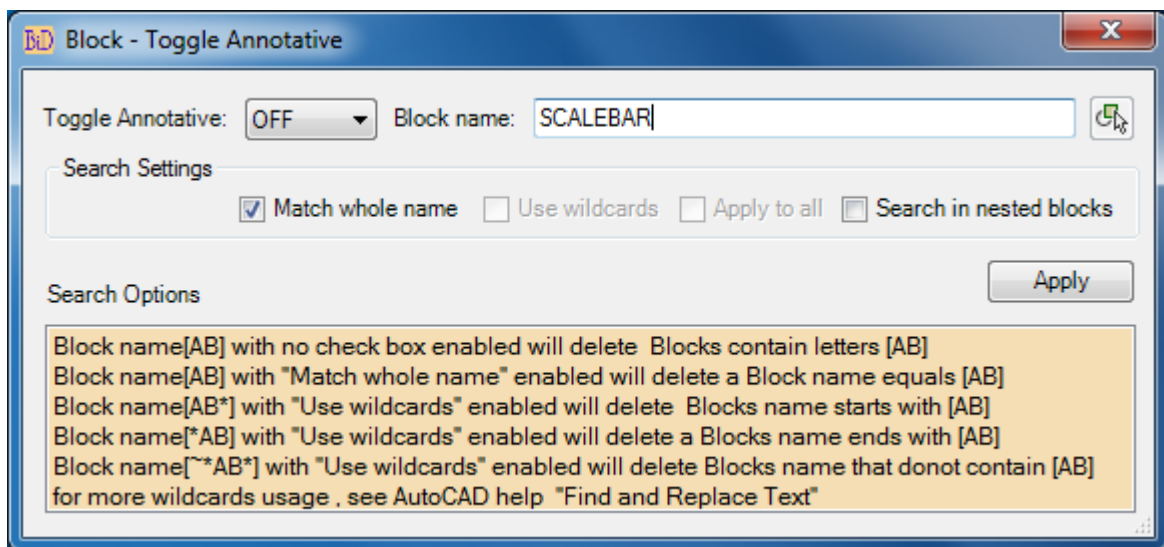 BiD Block - Toggle Annotative
Toggle Annotative: OFF Block name: SCALEBAR
Search Settings
Match whole name Use wildcards Apply to all Search in nested blocks
Apply
Search Options
Block name[AB] with no check box enabled will delete  Blocks contain letters [AB]
Block name[AB] with "Match whole name" enabled will delete a Block name equals [AB]
Block name[AB*] with "Use wildcards" enabled will delete  Blocks name starts with [AB]
Block name[*AB] with "Use wildcards" enabled will delete a Blocks name ends with [AB]
Block name[~*AB*] with "Use wildcards" enabled will delete Blocks name that donot contain [AB]
for more wildcards usage , see AutoCAD help  "Find and Replace Text"